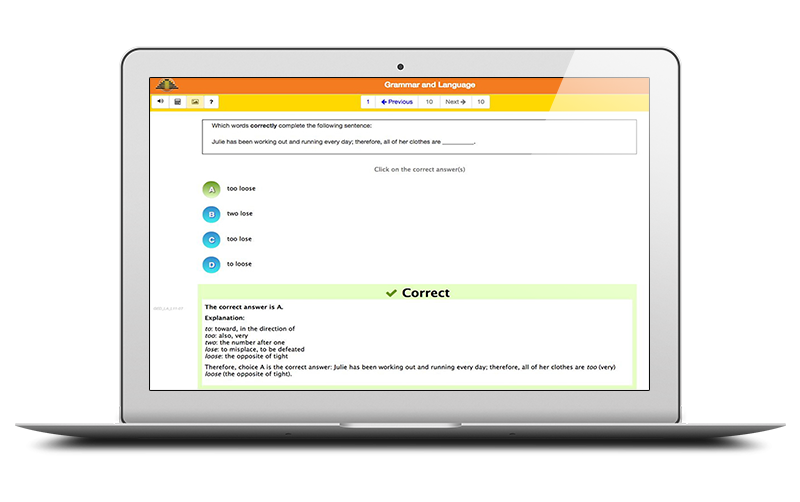 Grammar and Language
? 1 Previous 10 Next 10
Which words correctly complete the following sentence:
Julie has been working out and running every day; therefore, all of her clothes are _________.
Click on the correct answer(s)
A too loose
B two lose
C too lose
D to loose
Correct
The correct answer is A.
Explanation:
to: toward, in the direction of
too: also, very
two: the number after one
lose: to misplace, to be defeated
loose: the opposite of tight
Therefore, choice A is the correct answer: Julie has been working out and running every day; therefore, all of her clothes are too (very)
loose (the opposite of tight).